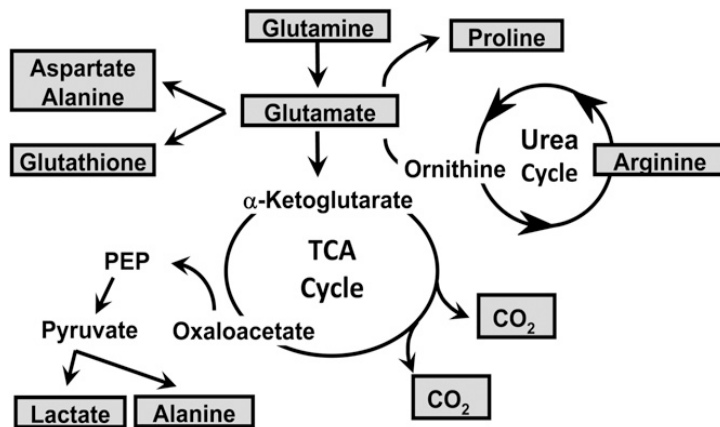 Glutamine
Proline
Aspartate
Alanine
Glutamate
Urea
Cycle
Glutathione
Ornithine
Arginine
α-Ketoglutarate
TCA
Cycle
PEP
CO₂
Pyruvate
Oxaloacetate
CO₂
Lactate
Alanine